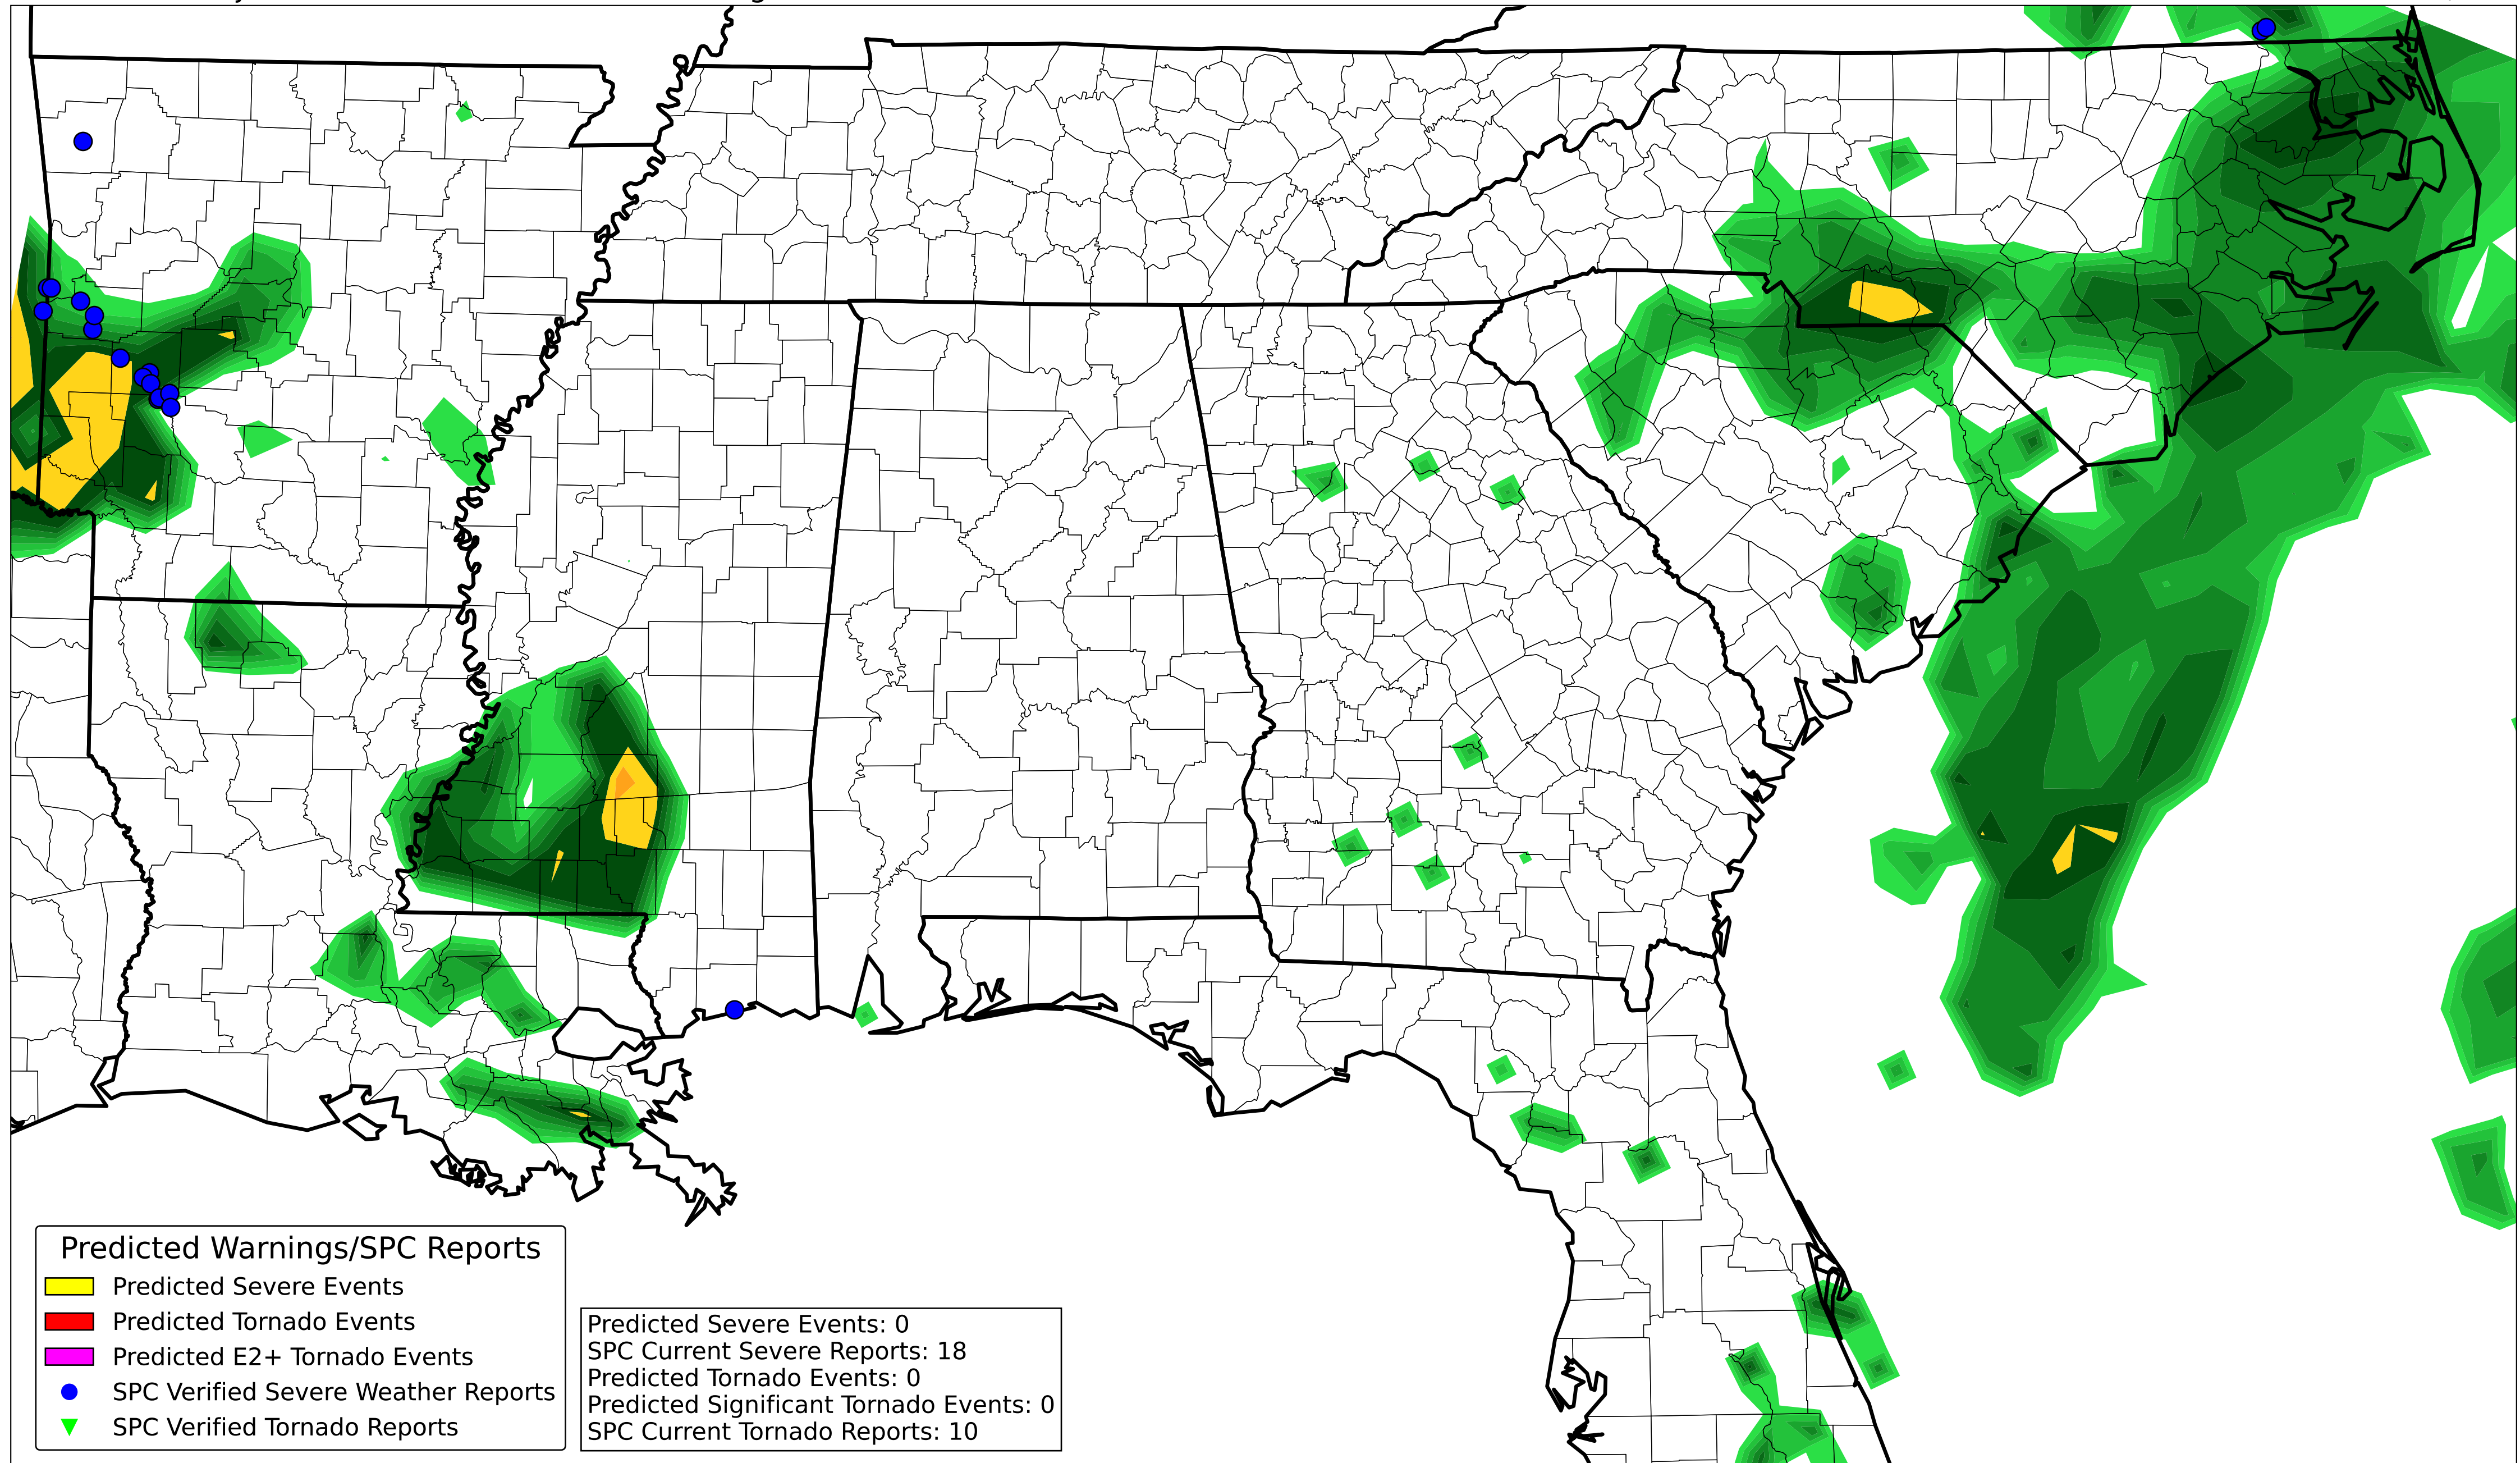 Predicted Warnings/SPC Reports
Predicted Severe Events
Predicted Tornado Events
Predicted E2+ Tornado Events
SPC Verified Severe Weather Reports
SPC Verified Tornado Reports
Predicted Severe Events: 0
SPC Current Severe Reports: 18
Predicted Tornado Events: 0
Predicted Significant Tornado Events: 0
SPC Current Tornado Reports: 10